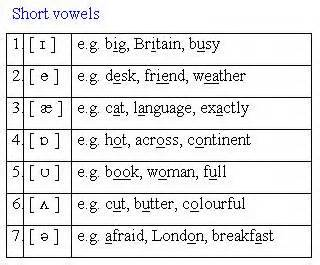 Short vowels
1. [ ɪ ] e.g. big, Britain, busy
2. [ e ] e.g. desk, friend, weather
3. [ æ ] e.g. cat, language, exactly
4. [ ɒ ] e.g. hot, across, continent
5. [ ʊ ] e.g. book, woman, full
6. [ ʌ ] e.g. cut, butter, colourful
7. [ ə ] e.g. afraid, London, breakfast